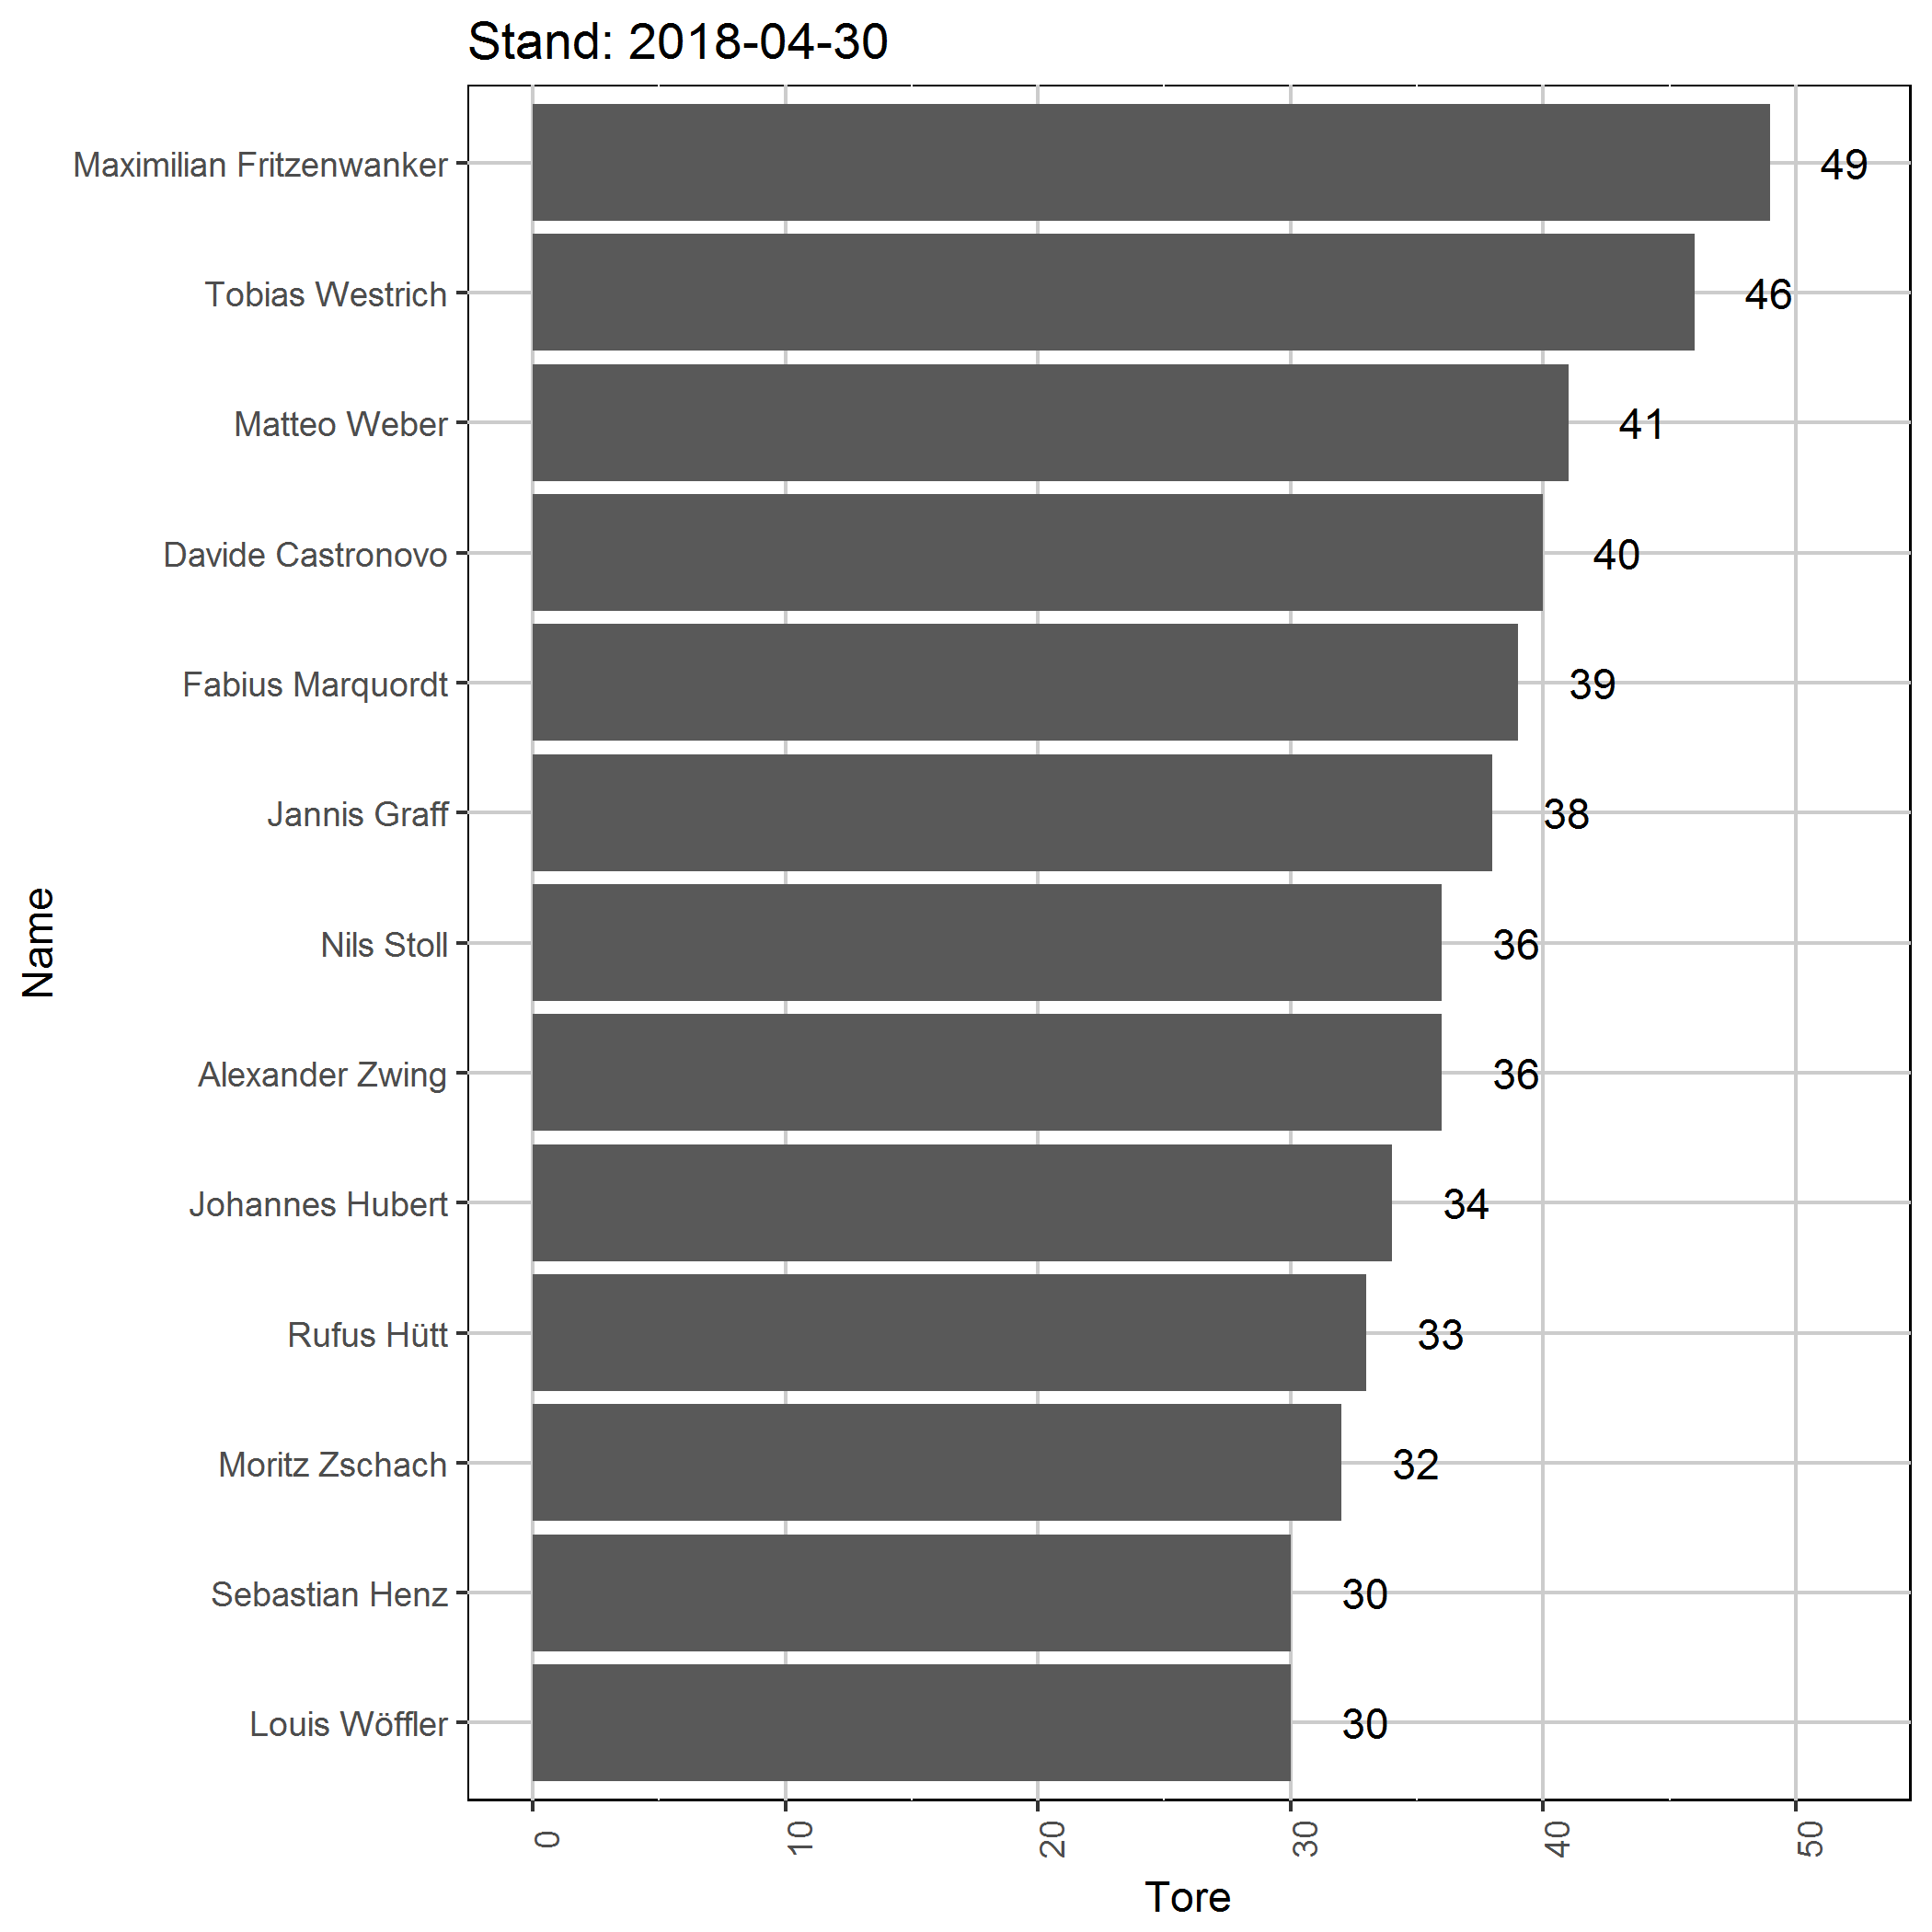 Stand: 2018-04-30
Maximilian Fritzenwanker 49
Tobias Westrich 46
Matteo Weber 41
Davide Castronovo 40
Fabius Marquordt 39
Jannis Graff 38
Nils Stoll 36
Alexander Zwing 36
Johannes Hubert 34
Rufus Hütt 33
Moritz Zschach 32
Sebastian Henz 30
Louis Wöffler 30
Name
0 10 20 30 40 50
Tore